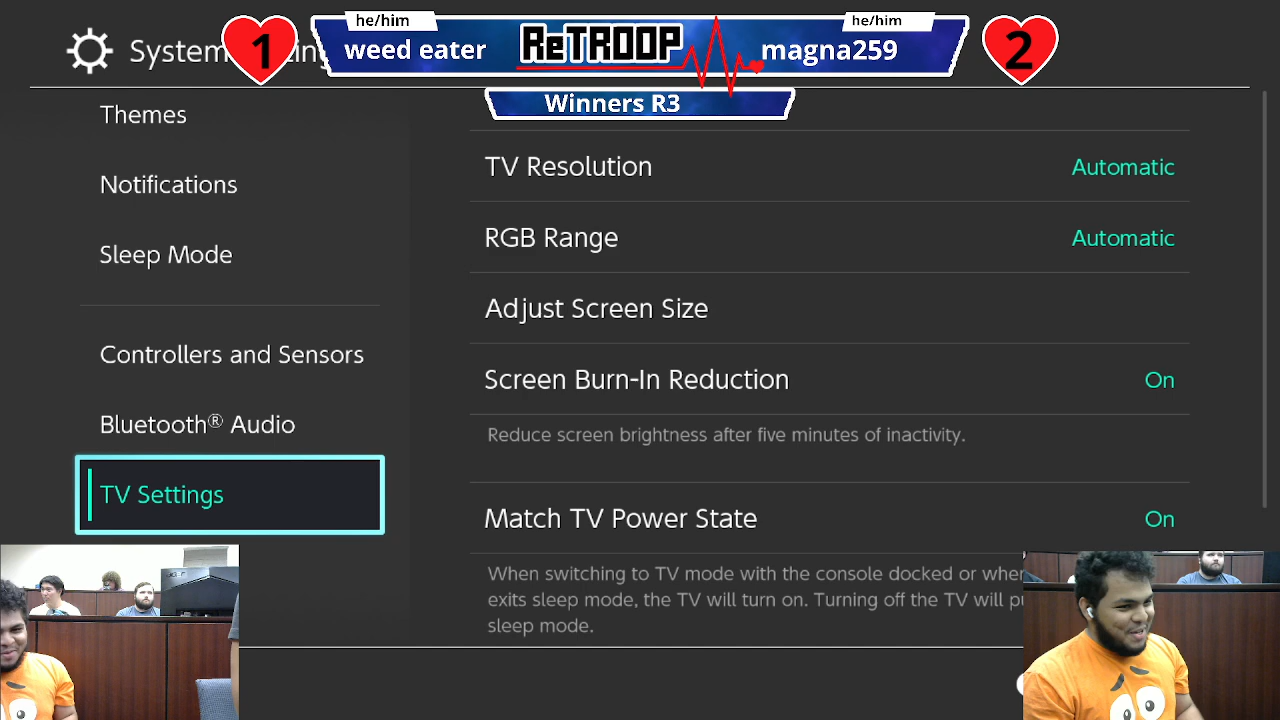 he/him
he/him
System
1
weed eater
ReTROOP
magna259
2
Winners R3
Themes
Notifications
Sleep Mode
Controllers and Sensors
Bluetooth® Audio
TV Settings
TV Resolution
Automatic
RGB Range
Automatic
Adjust Screen Size
Screen Burn-In Reduction
On
Reduce screen brightness after five minutes of inactivity.
Match TV Power State
On
When switching to TV mode with the console docked or when
exits sleep mode, the TV will turn on. Turning off the TV will
sleep mode.